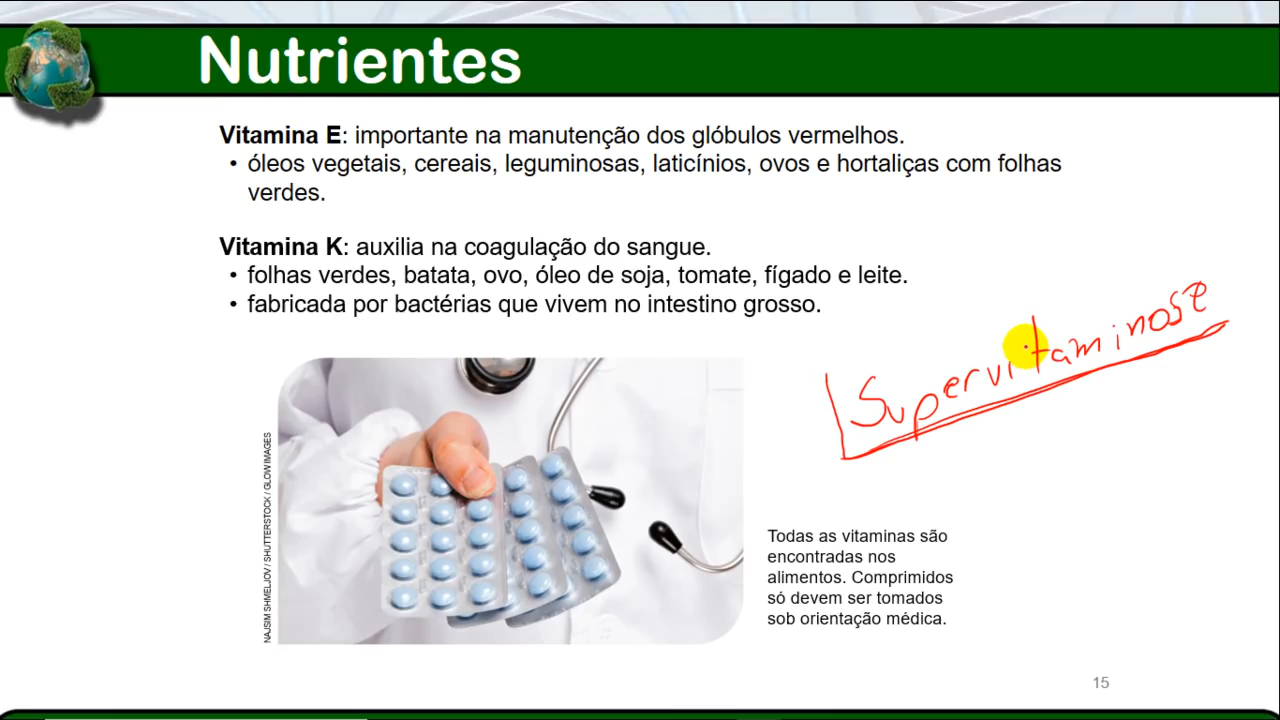 Nutrientes
Vitamina E: importante na manutenção dos glóbulos vermelhos.
• óleos vegetais, cereais, leguminosas, laticínios, ovos e hortaliças com folhas
verdes.
Vitamina K: auxilia na coagulação do sangue.
• folhas verdes, batata, ovo, óleo de soja, tomate, fígado e leite.
• fabricada por bactérias que vivem no intestino grosso.
Supervitaminose
NAJSIM SHMELJOV / SHUTTERSTOCK / GLOW IMAGES
Todas as vitaminas são
encontradas nos
alimentos. Comprimidos
só devem ser tomados
sob orientação médica.
15